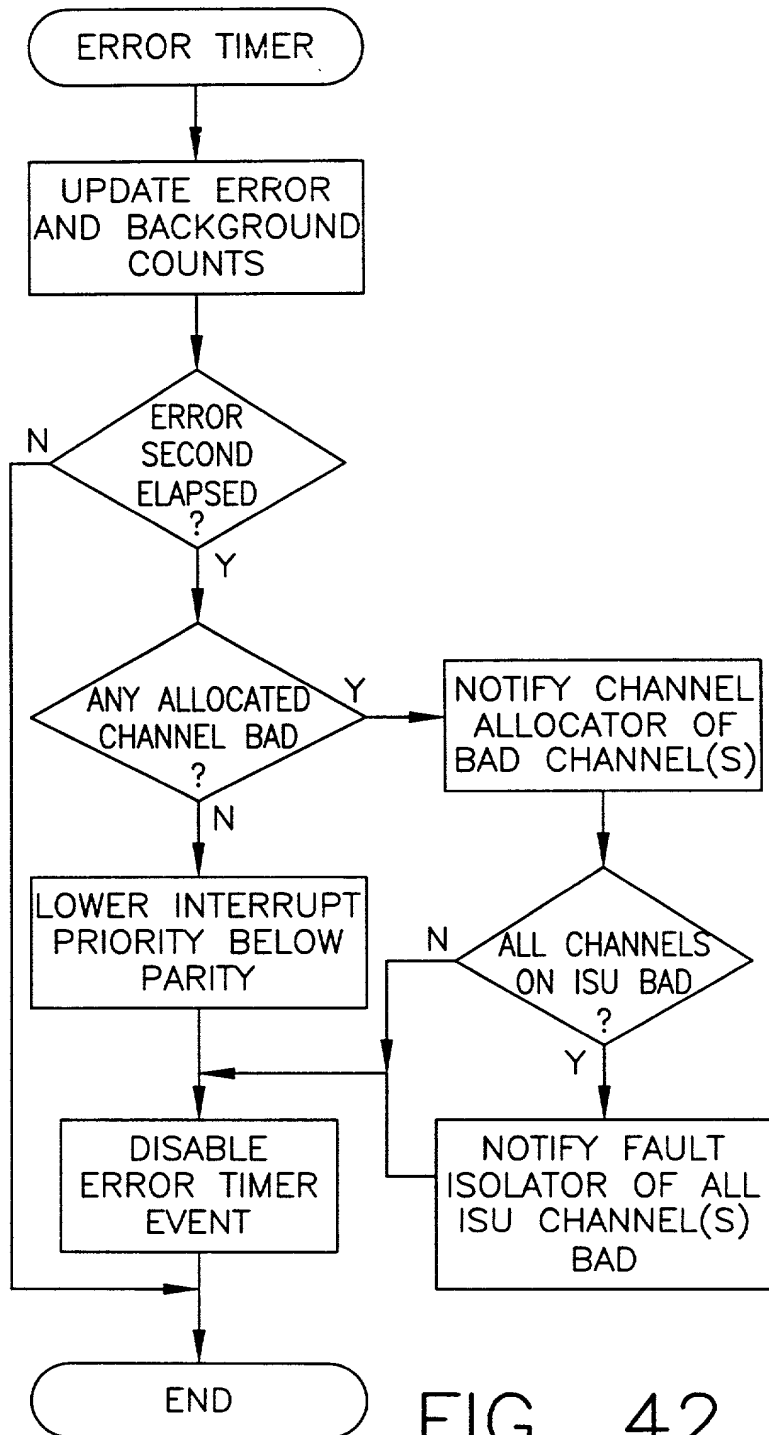 ERROR TIMER
UPDATE ERROR
AND BACKGROUND
COUNTS
N
ERROR
SECOND
ELAPSED
?
Y
ANY ALLOCATED
CHANNEL BAD
?
Y
N
NOTIFY CHANNEL
ALLOCATOR OF
BAD CHANNEL(S)
LOWER INTERRUPT
PRIORITY BELOW
PARITY
N
ALL CHANNELS
ON ISU BAD
?
Y
DISABLE
ERROR TIMER
EVENT
NOTIFY FAULT
ISOLATOR OF ALL
ISU CHANNEL(S)
BAD
END
FIG. 42